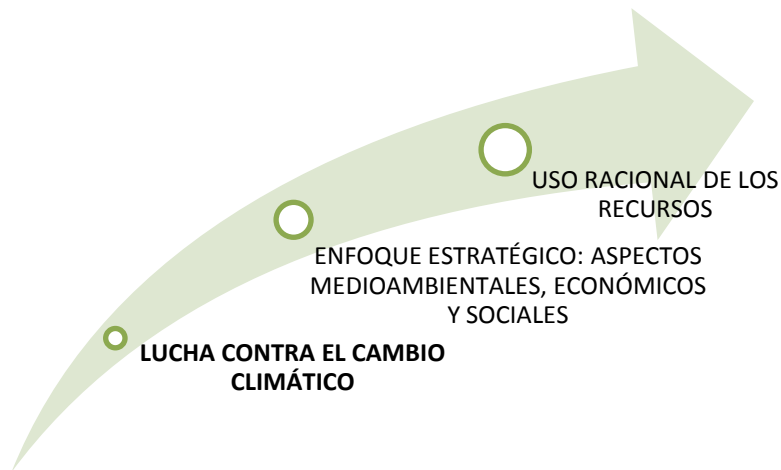 USO RACIONAL DE LOS
RECURSOS
ENFOQUE ESTRATÉGICO: ASPECTOS
MEDIOAMBIENTALES, ECONÓMICOS
Y SOCIALES
LUCHA CONTRA EL CAMBIO
CLIMÁTICO